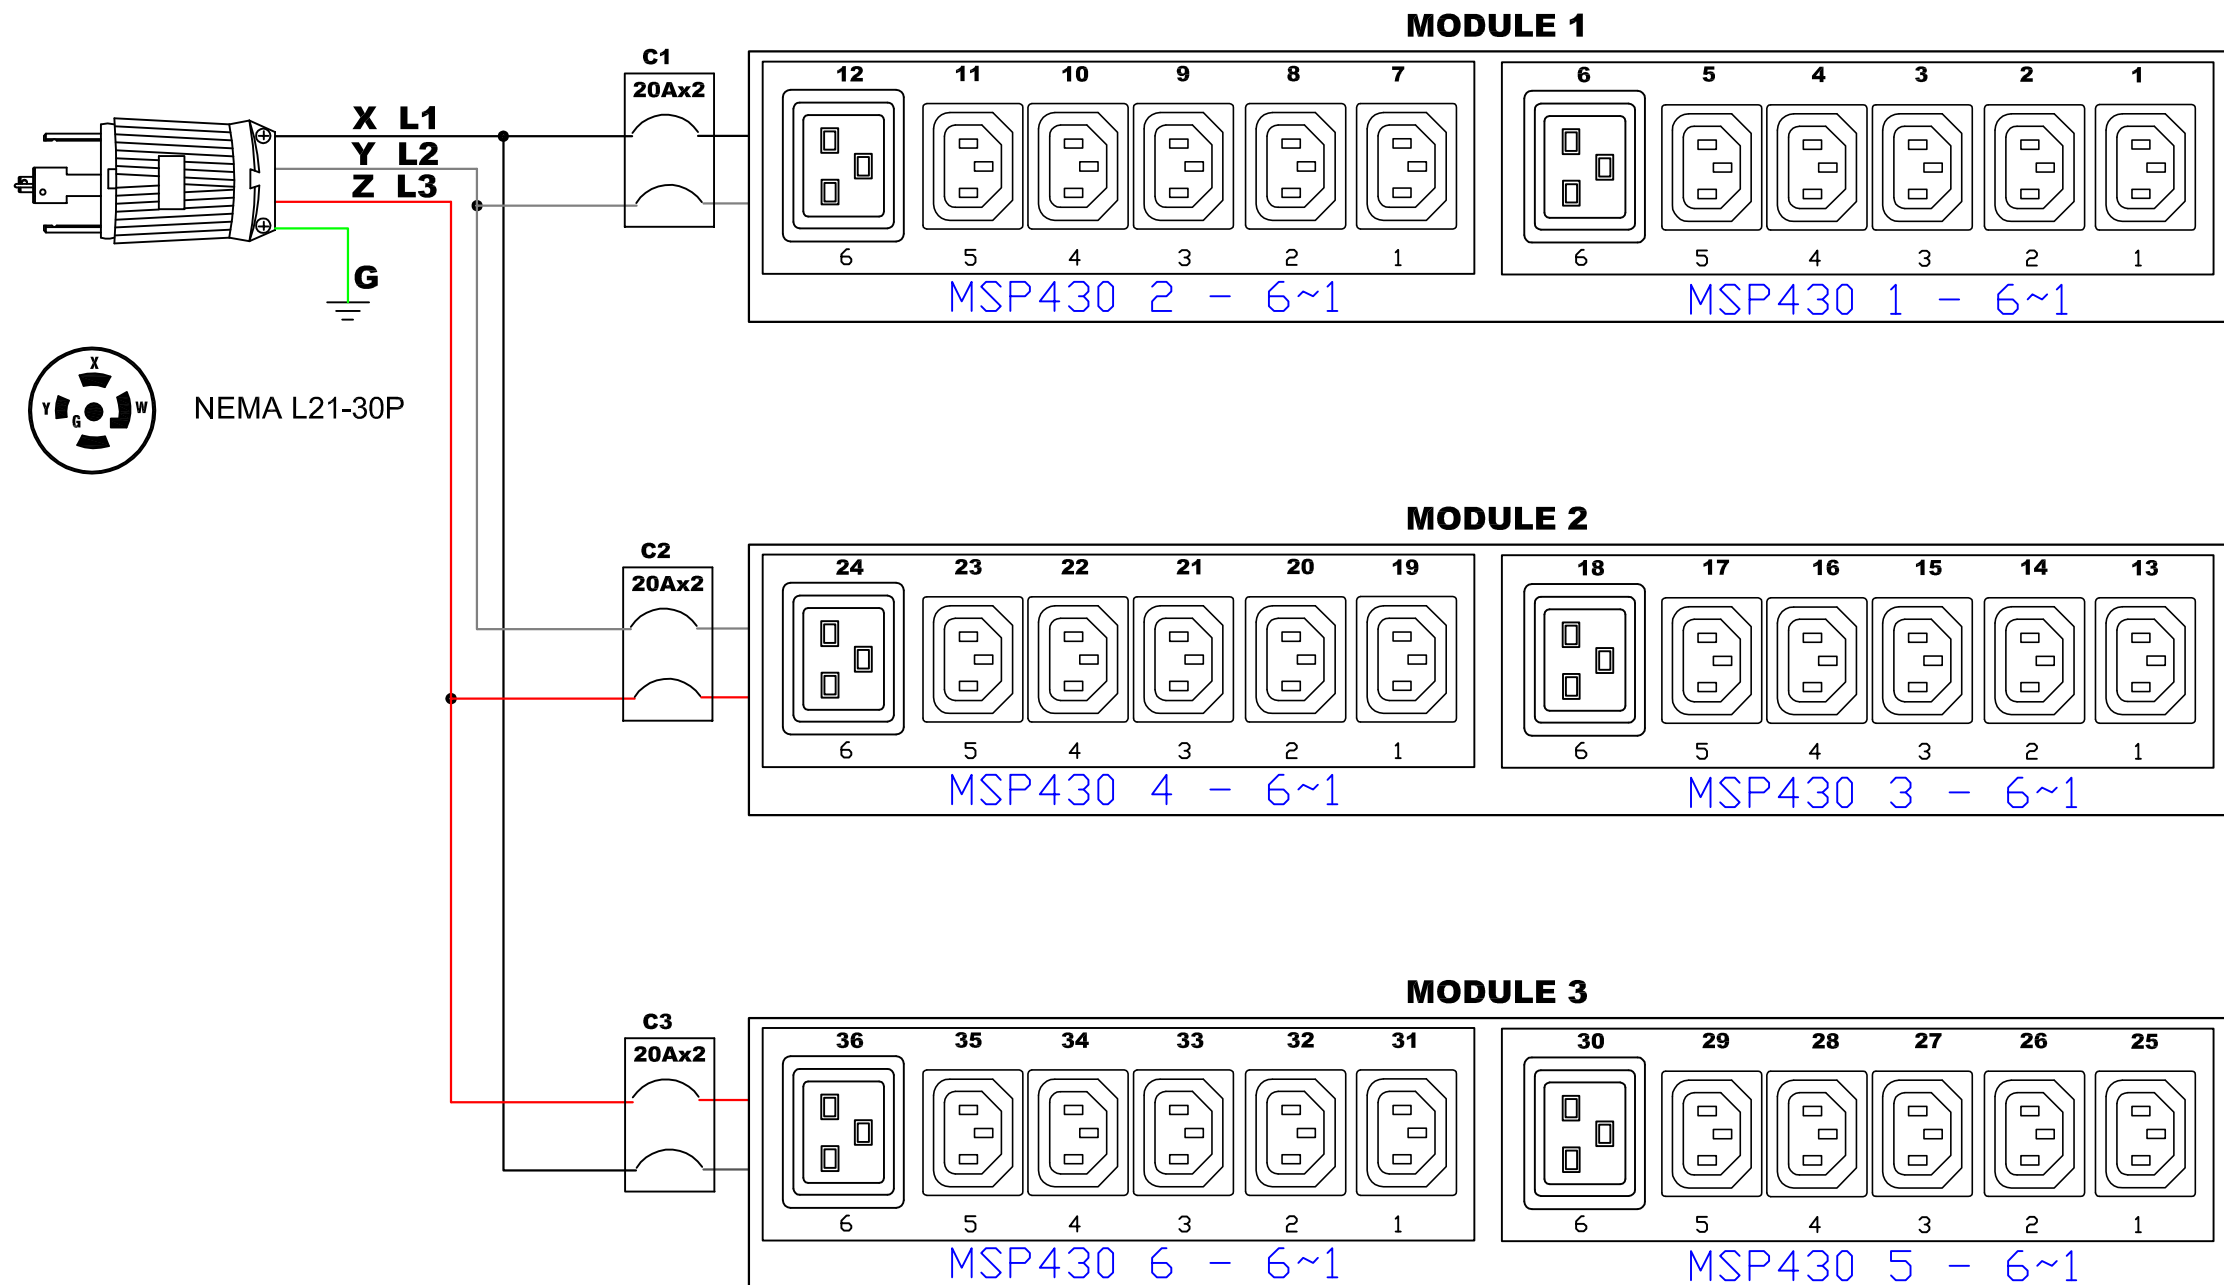 MODULE 1
C1
20Ax2
12 11 10 9 8 7
6 5 4 3 2 1
X L1
Y L2
Z L3
G
6 5 4 3 2 1
6 5 4 3 2 1
MSP430 2 - 6~1
MSP430 1 - 6~1
X
Y
G
W
NEMA L21-30P
MODULE 2
C2
20Ax2
24 23 22 21 20 19
18 17 16 15 14 13
6 5 4 3 2 1
6 5 4 3 2 1
MSP430 4 - 6~1
MSP430 3 - 6~1
MODULE 3
C3
20Ax2
36 35 34 33 32 31
30 29 28 27 26 25
6 5 4 3 2 1
6 5 4 3 2 1
MSP430 6 - 6~1
MSP430 5 - 6~1